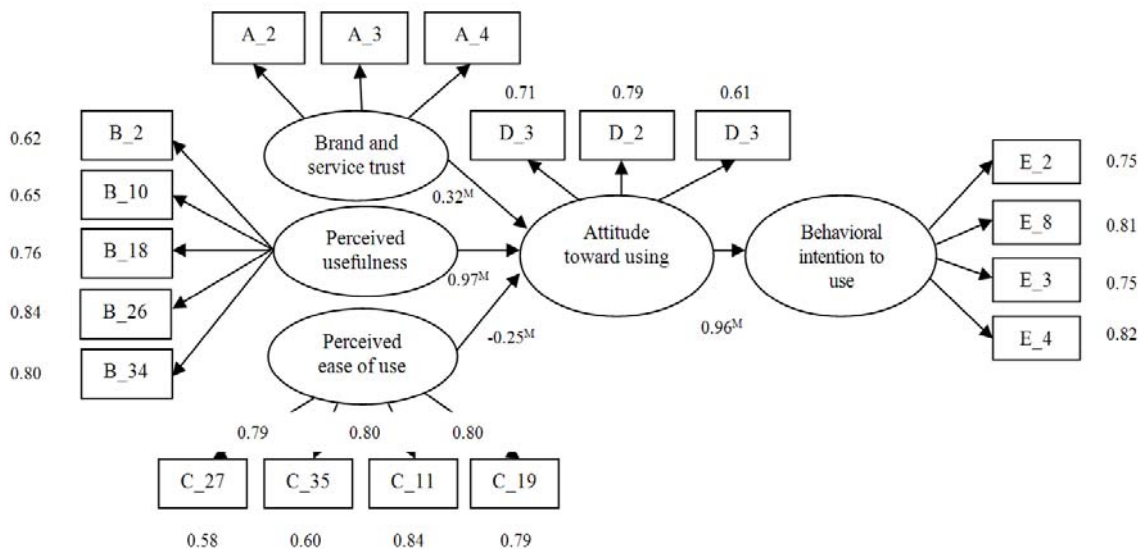 A_2
A_3
A_4
0.71
0.79
0.61
D_3
D_2
D_3
0.62
B_2
0.65
B_10
0.76
B_18
0.84
B_26
0.80
B_34
Brand and
service trust
0.32ᴹ
Perceived
usefulness
0.97ᴹ
Perceived
ease of use
-0.25ᴹ
Attitude
toward using
0.96ᴹ
Behavioral
intention to
use
E_2
0.75
E_8
0.81
E_3
0.75
E_4
0.82
0.79
0.80
0.80
C_27
C_35
C_11
C_19
0.58
0.60
0.84
0.79